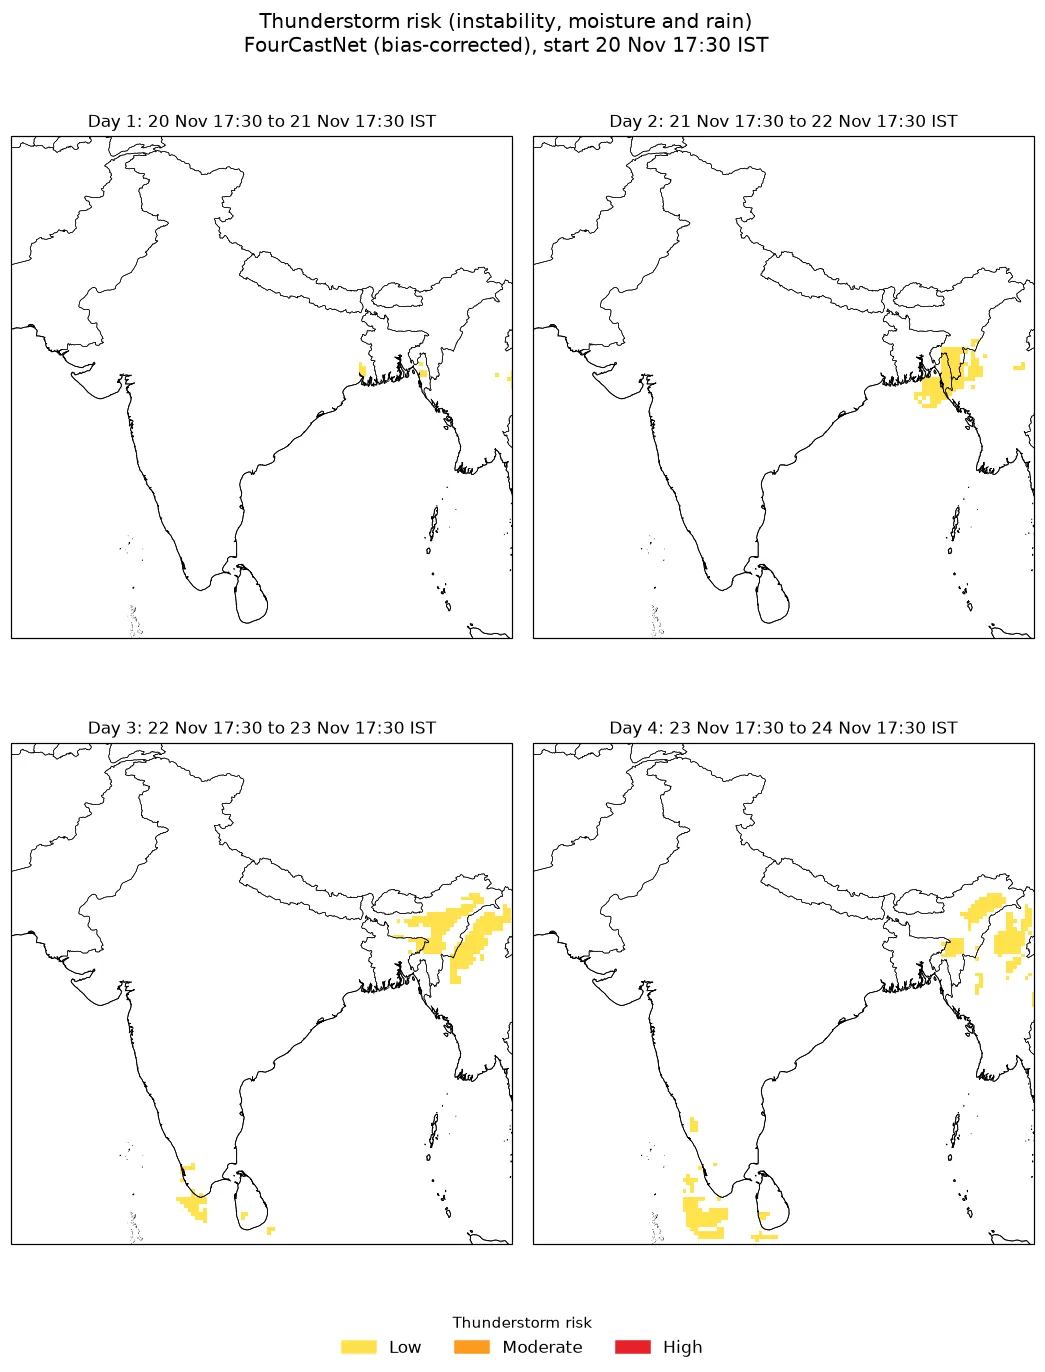 Thunderstorm risk (instability, moisture and rain)
FourCastNet (bias-corrected), start 20 Nov 17:30 IST
Day 1: 20 Nov 17:30 to 21 Nov 17:30 IST
Day 2: 21 Nov 17:30 to 22 Nov 17:30 IST
Day 3: 22 Nov 17:30 to 23 Nov 17:30 IST
Day 4: 23 Nov 17:30 to 24 Nov 17:30 IST
Thunderstorm risk
Low
Moderate
High